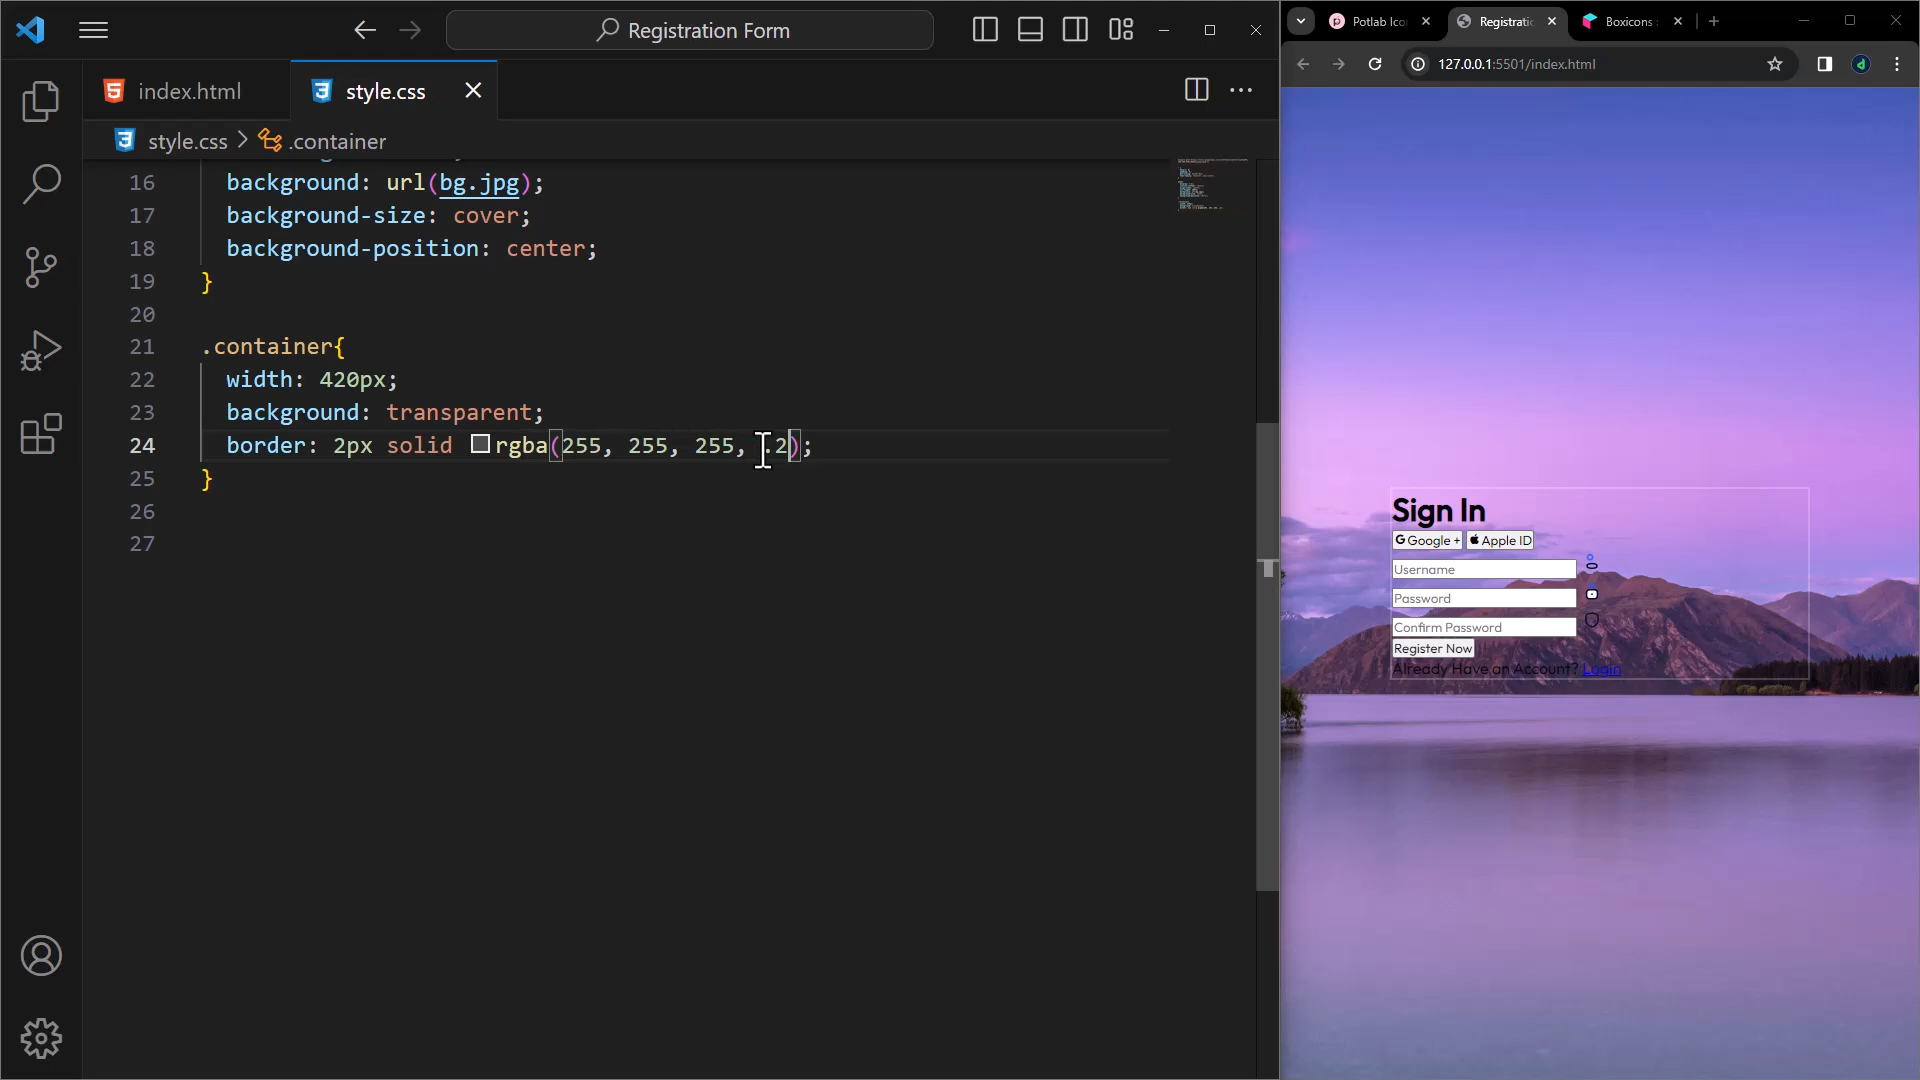 Registration Form
index.html
style.css
style.css > .container
16 background: url(bg.jpg);
17 background-size: cover;
18 background-position: center;
19 }
20
21 .container{
22 width: 420px;
23 background: transparent;
24 border: 2px solid rgba(255, 255, 255, .2);
25 }
26
27
Potlab Ico
Registratio
Boxicons :
127.0.0.1:5501/index.html
Sign In
Google +
Apple ID
Username
Password
Confirm Password
Register Now
Already Have an Account? Login